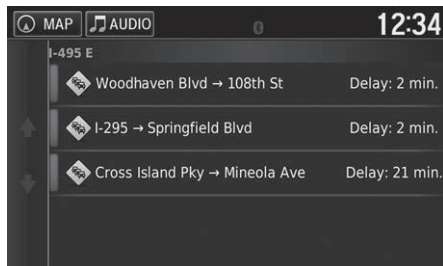 MAP AUDIO 12:34
I-495 E
Woodhaven Blvd → 108th St Delay: 2 min.
I-295 → Springfield Blvd Delay: 2 min.
Cross Island Pky → Mineola Ave Delay: 21 min.